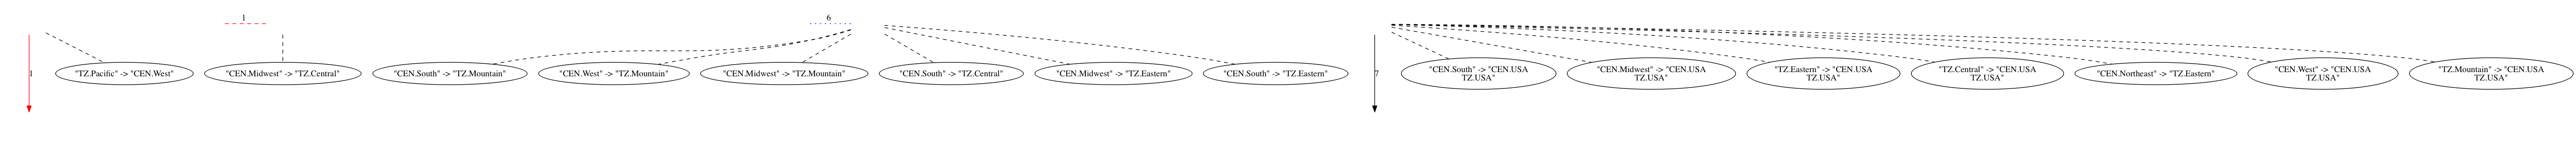 1
6
1
"TZ.Pacific" -> "CEN.West"
"CEN.Midwest" -> "TZ.Central"
"CEN.South" -> "TZ.Mountain"
"CEN.West" -> "TZ.Mountain"
"CEN.Midwest" -> "TZ.Mountain"
"CEN.South" -> "TZ.Central"
"CEN.Midwest" -> "TZ.Eastern"
"CEN.South" -> "TZ.Eastern"
7
"CEN.South" -> "CEN.USA
TZ.USA"
"CEN.Midwest" -> "CEN.USA
TZ.USA"
"TZ.Eastern" -> "CEN.USA
TZ.USA"
"TZ.Central" -> "CEN.USA
TZ.USA"
"CEN.Northeast" -> "TZ.Eastern"
"CEN.West" -> "CEN.USA
TZ.USA"
"TZ.Mountain" -> "CEN.USA
TZ.USA"